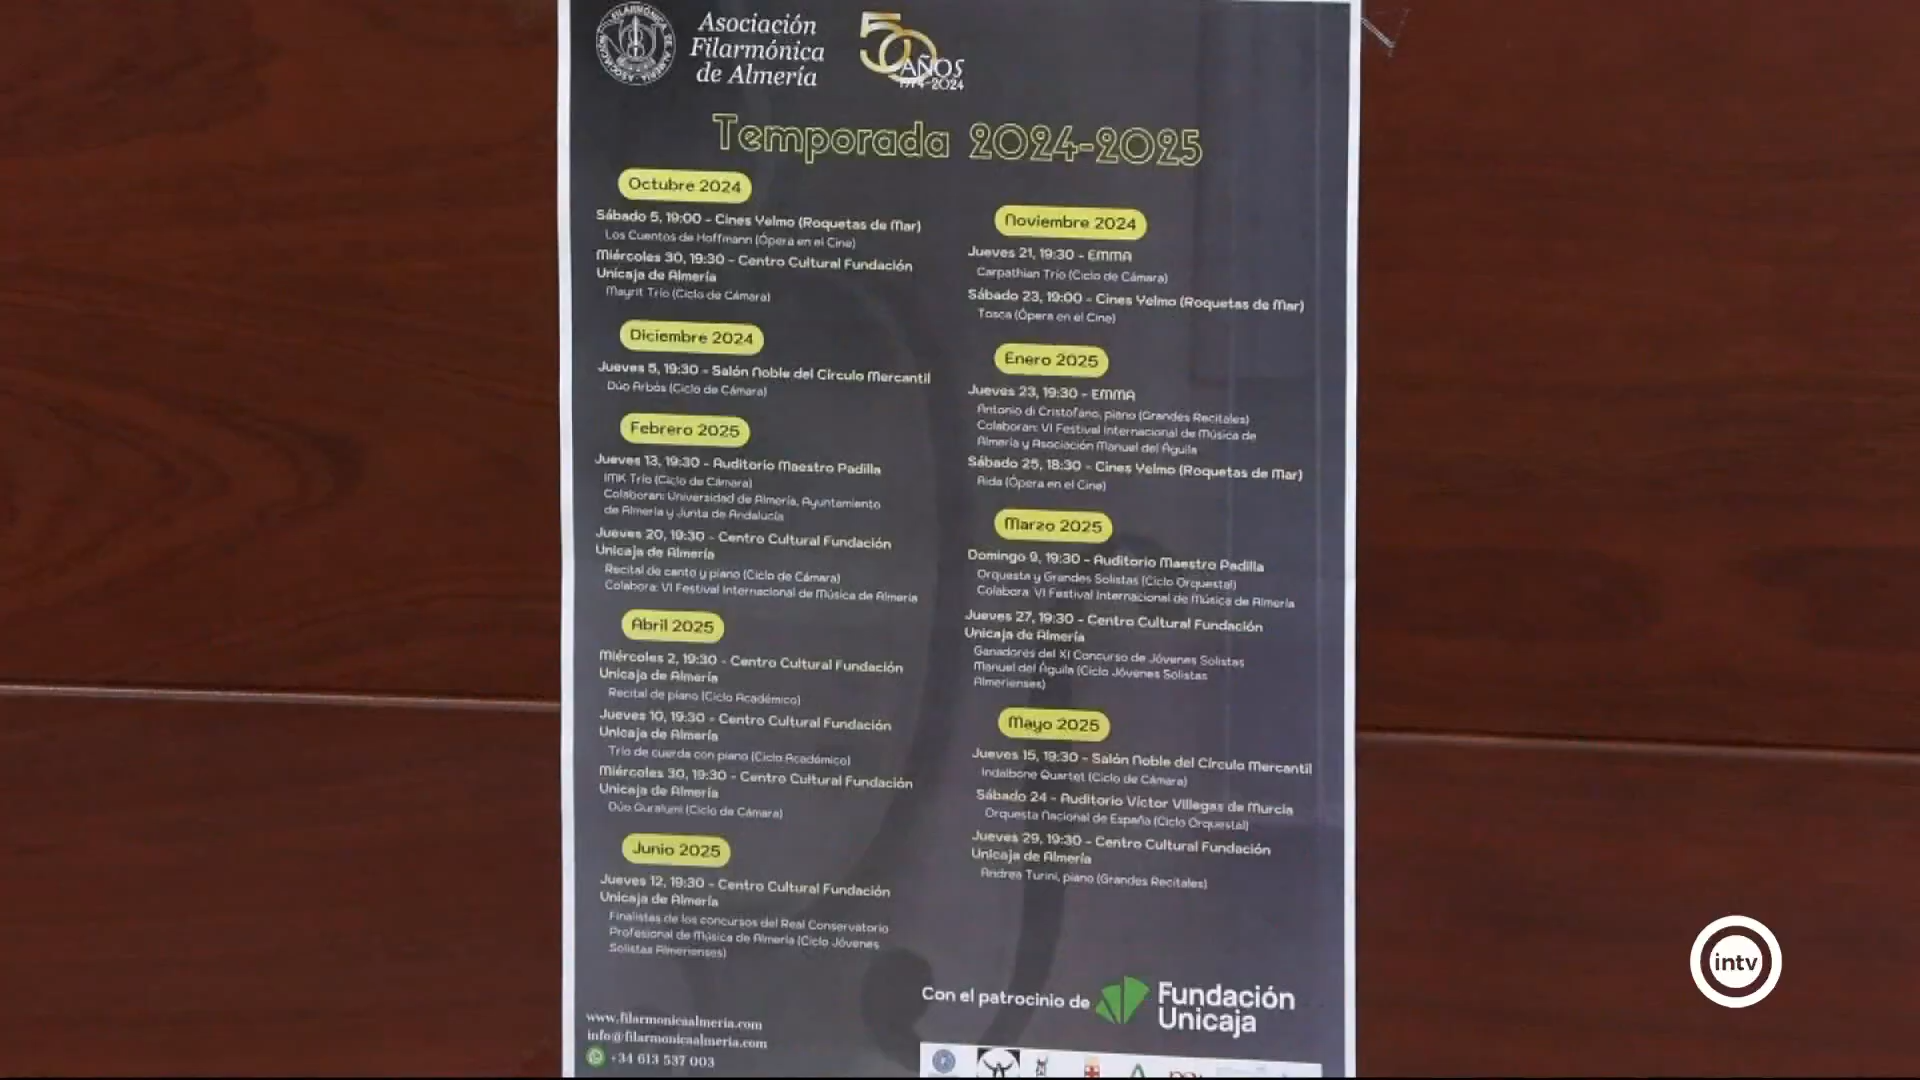 Asociación
Filarmónica
de Almería
50
AÑOS
1974-2024
Temporada 2024-2025
Octubre 2024
Sábado 5, 19:00 - Cines Yelmo (Roquetas de Mar)
Los Cuentos de Hoffmann (Ópera en el Cine)
Miércoles 30, 19:30 - Centro Cultural Fundación
Unicaja de Almería
Mayrit Trío (Ciclo de Cámara)
Diciembre 2024
Jueves 5, 19:30 - Salón Noble del Círculo Mercantil
Dúo Arbós (Ciclo de Cámara)
Febrero 2025
Jueves 13, 19:30 - Auditorio Maestro Padilla
IMK Trío (Ciclo de Cámara)
Colaboran: Universidad de Almería, Ayuntamiento
de Almería y Junta de Andalucía
Jueves 20, 19:30 - Centro Cultural Fundación
Unicaja de Almería
Recital de canto y piano (Ciclo de Cámara)
Colabora: VI Festival Internacional de Música de Almería
Abril 2025
Miércoles 2, 19:30 - Centro Cultural Fundación
Unicaja de Almería
Recital de piano (Ciclo Académico)
Jueves 10, 19:30 - Centro Cultural Fundación
Unicaja de Almería
Trío de cuerda con piano (Ciclo Académico)
Miércoles 30, 19:30 - Centro Cultural Fundación
Unicaja de Almería
Dúo Guralumi (Ciclo de Cámara)
Junio 2025
Jueves 12, 19:30 - Centro Cultural Fundación
Unicaja de Almería
Finalistas de los concursos del Real Conservatorio
Profesional de Música de Almería (Ciclo Jóvenes
Solistas Almerienses)
Noviembre 2024
Jueves 21, 19:30 - EMMA
Carpathian Trío (Ciclo de Cámara)
Sábado 23, 19:00 - Cines Yelmo (Roquetas de Mar)
Tosca (Ópera en el Cine)
Enero 2025
Jueves 23, 19:30 - EMMA
Antonio di Cristofano, piano (Grandes Recitales)
Colaboran: VI Festival Internacional de Música de
Almería y Asociación Manuel del Águila
Sábado 25, 18:30 - Cines Yelmo (Roquetas de Mar)
Aida (Ópera en el Cine)
Marzo 2025
Domingo 9, 19:30 - Auditorio Maestro Padilla
Orquesta y Grandes Solistas (Ciclo Orquestal)
Colabora: VI Festival Internacional de Música de Almería
Jueves 27, 19:30 - Centro Cultural Fundación
Unicaja de Almería
Ganadores del XI Concurso de Jóvenes Solistas
Manuel del Águila (Ciclo Jóvenes Solistas
Almerienses)
Mayo 2025
Jueves 15, 19:30 - Salón Noble del Círculo Mercantil
Indalbone Quartet (Ciclo de Cámara)
Sábado 24 - Auditorio Víctor Villegas de Murcia
Orquesta Nacional de España (Ciclo Orquestal)
Jueves 29, 19:30 - Centro Cultural Fundación
Unicaja de Almería
Andrea Turini, piano (Grandes Recitales)
Con el patrocinio de
Fundación
Unicaja
www.filarmonicaalmeria.com
info@filarmonicaalmeria.com
+34 613 537 003
intv